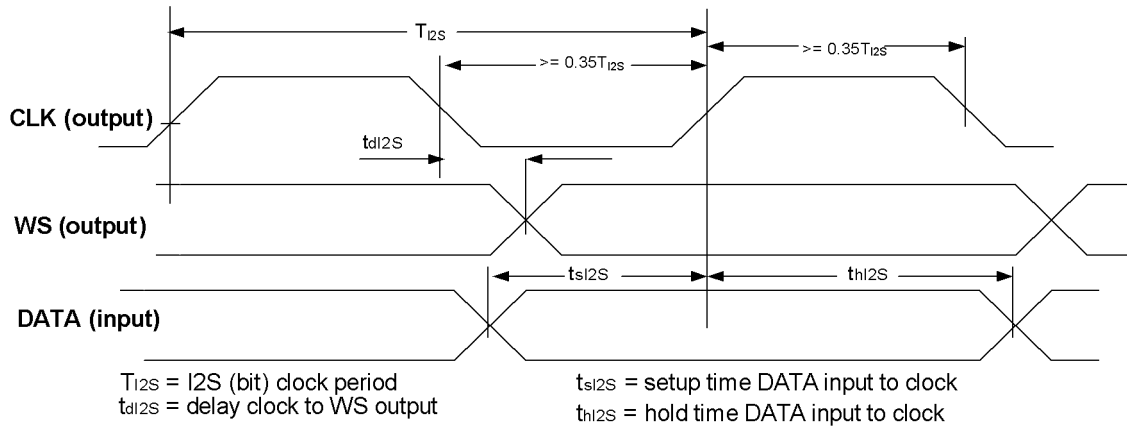 TI2S
>= 0.35TI2S
>= 0.35TI2S
CLK (output)
tdI2S
WS (output)
tsI2S
thI2S
DATA (input)
TI2S = I2S (bit) clock period
tsI2S = setup time DATA input to clock
tdI2S = delay clock to WS output
thI2S = hold time DATA input to clock